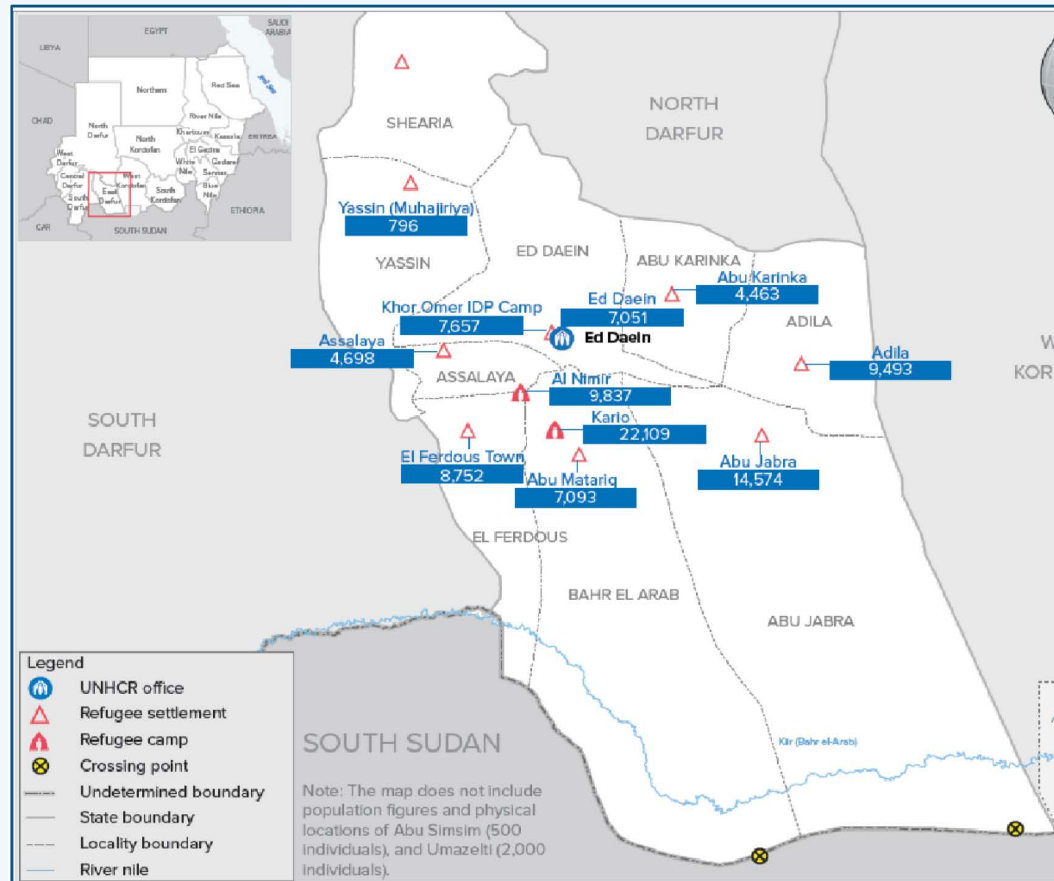 EGYPT
SAUDI
ARABIA
LIBYA
Red Sea
CHAD
ERITREA
ETHIOPIA
CAR
SOUTH SUDAN
Northern
Red Sea
River Nile
North
Darfur
North
Kordofan
Khartoum
Kassala
El Gezira
West
Darfur
White
Nile
Gedaref
Sennar
Central
Darfur
West
Kordofan
East
Darfur
South
Darfur
South
Kordofan
Blue
Nile
NORTH
DARFUR
SHEARIA
Yassin (Muhajiriya)
796
YASSIN
ED DAEIN
ABU KARINKA
Abu Karinka
4,463
Khor Omer IDP Camp
7,657
Ed Daein
7,051
Ed Daein
ADILA
Assalaya
4,698
Adila
9,493
ASSALAYA
Al Nimir
9,837
W
KOR
SOUTH
DARFUR
Kario
22,109
El Ferdous Town
8,752
Abu Matariq
7,093
Abu Jabra
14,574
EL FERDOUS
BAHR EL ARAB
ABU JABRA
Kiir (Bahr el-Arab)
Legend
UNHCR office
Refugee settlement
Refugee camp
Crossing point
Undetermined boundary
State boundary
Locality boundary
River nile
SOUTH SUDAN
Note: The map does not include
population figures and physical
locations of Abu Simsim (500
individuals), and Umazelti (2,000
individuals).